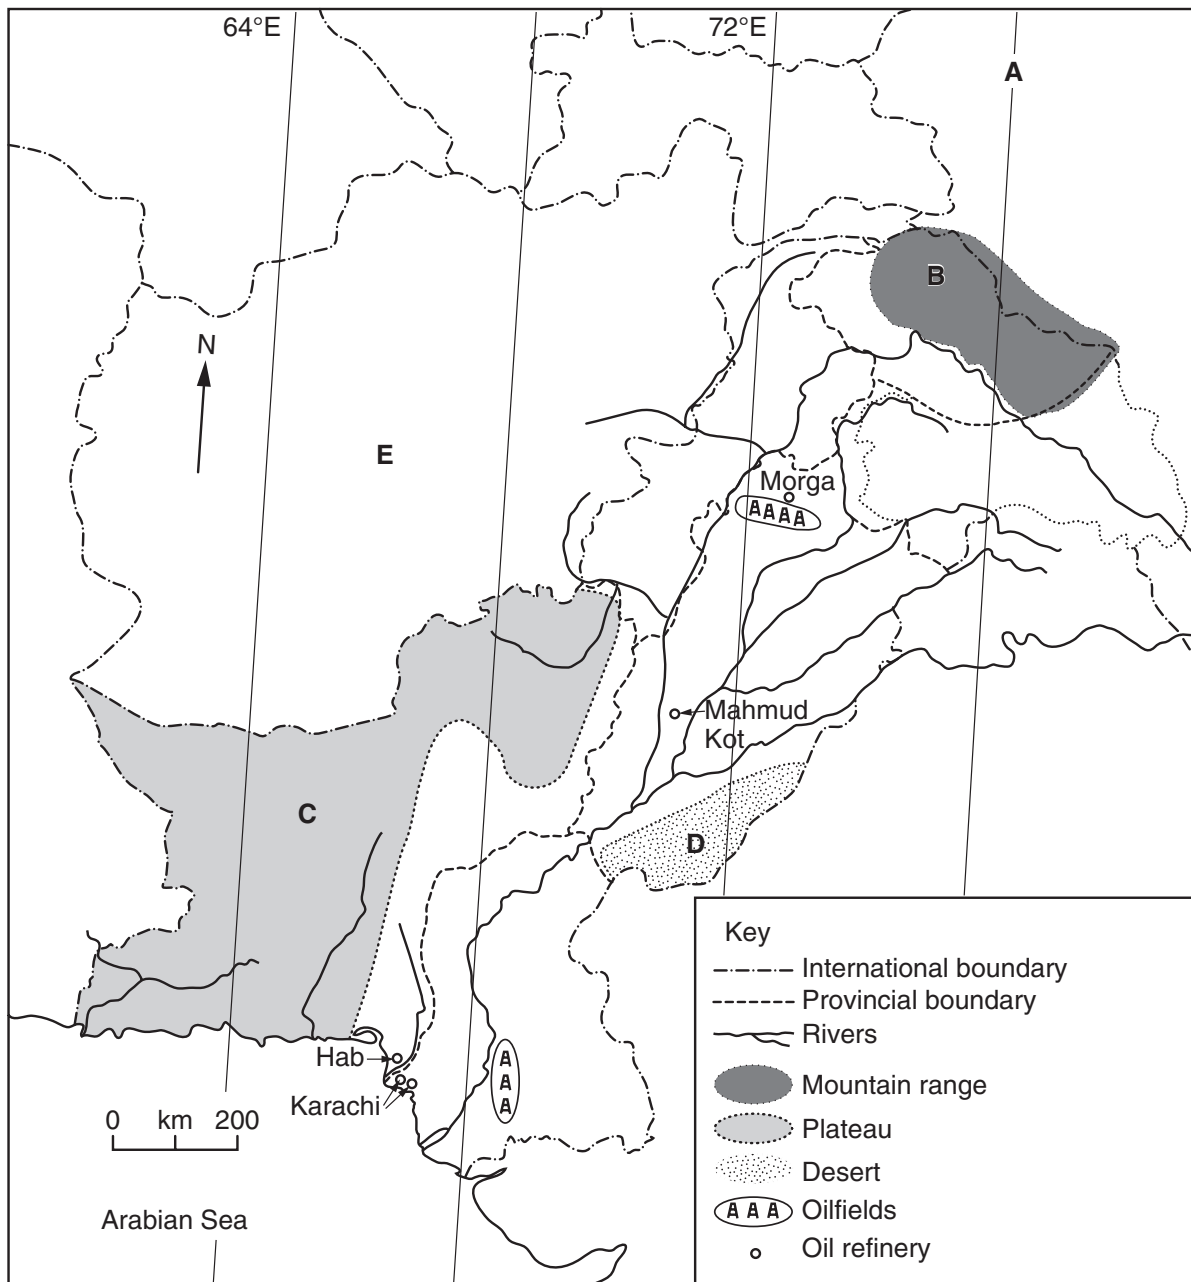 64°E
72°E
A
B
N
E
Morga
Mahmud
Kot
C
D
Key
International boundary
Provincial boundary
Rivers
Hab
Mountain range
Karachi
0 km 200
Plateau
Desert
Arabian Sea
Oilfields
Oil refinery